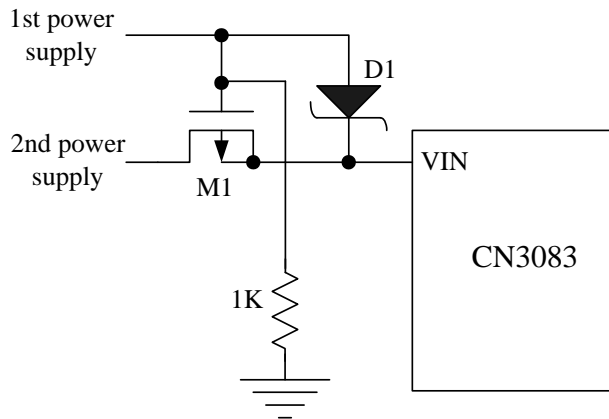 1st power
supply
D1
2nd power
supply
M1
VIN
CN3083
1K